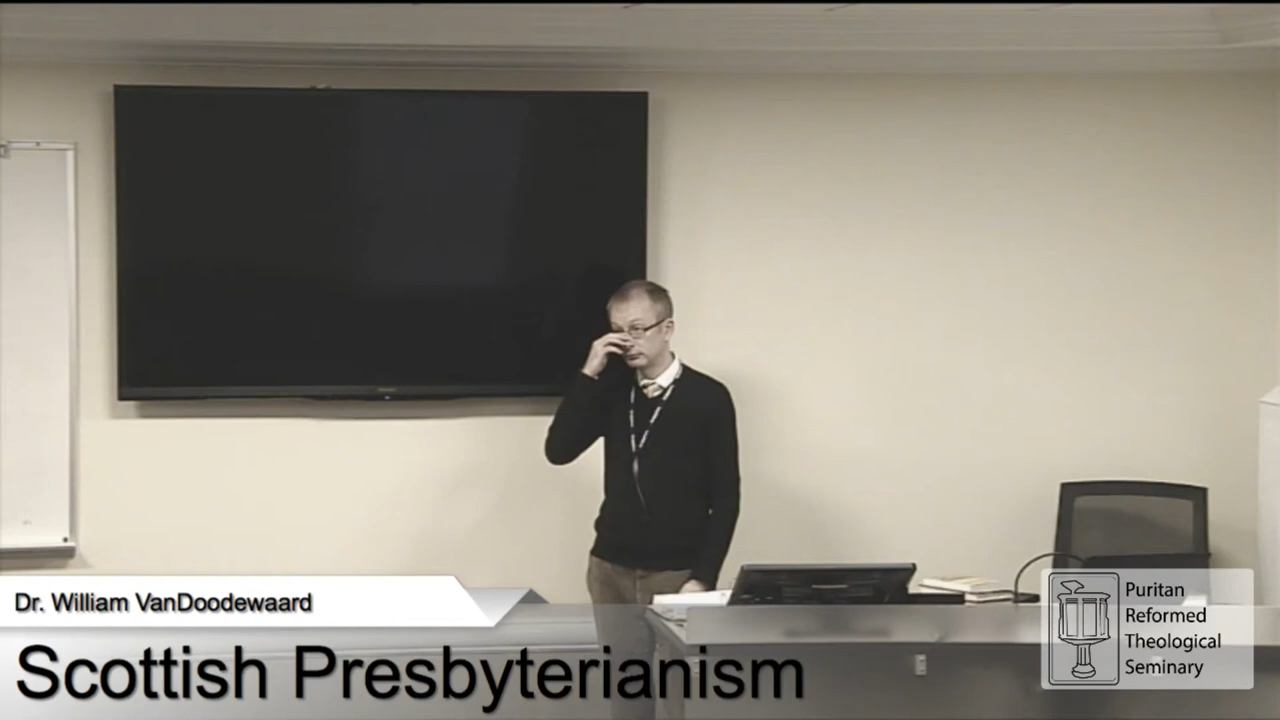 Dr. William VanDoodewaard
Scottish Presbyterianism
Puritan
Reformed
Theological
Seminary